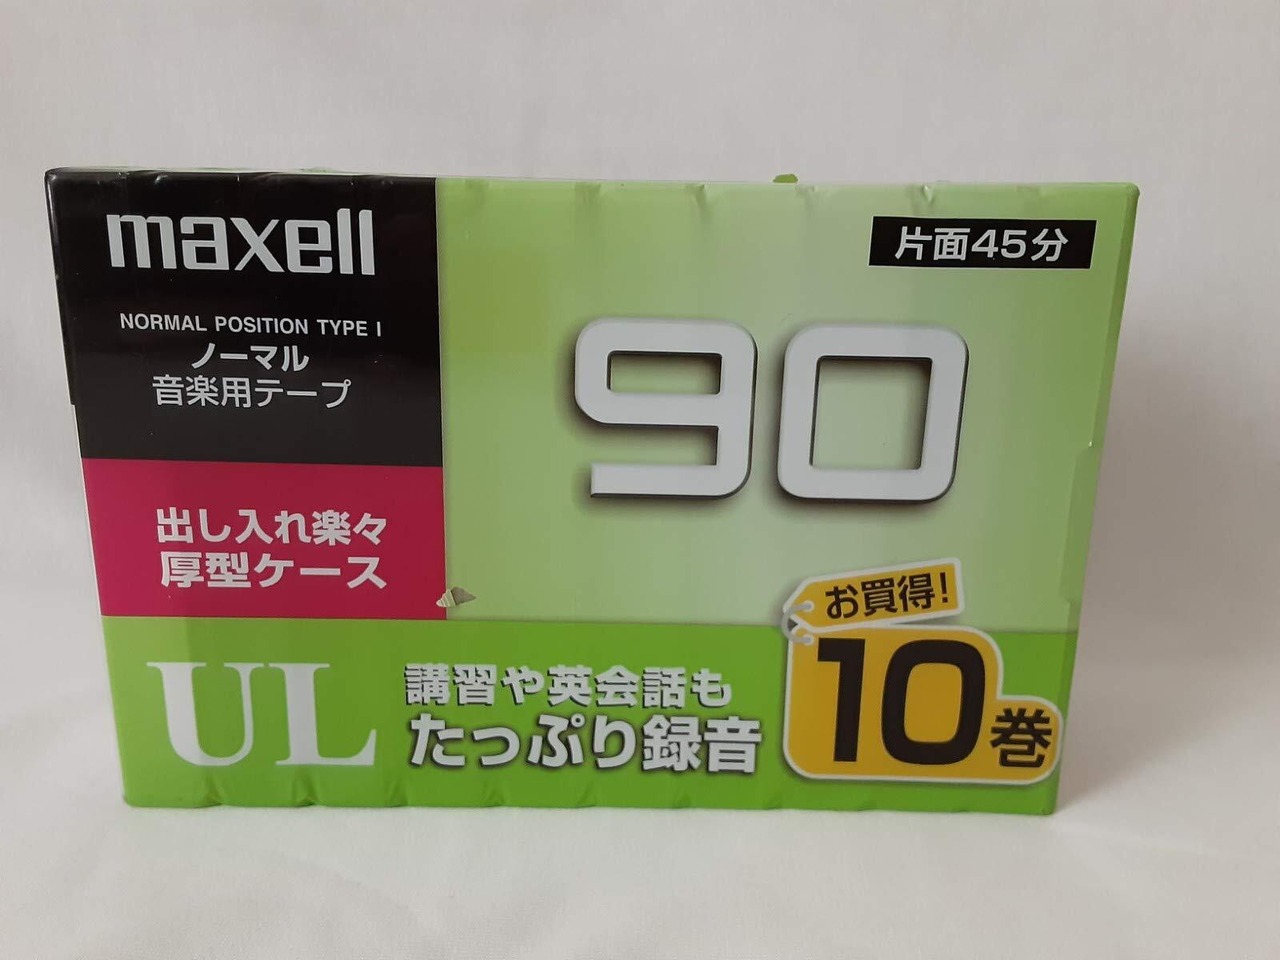 maxell
NORMAL POSITION TYPE I
ノーマル
音楽用テープ
出し入れ楽々
厚型ケース
片面45分
90
UL
講習や英会話も
たっぷり録音
お買得!
10巻